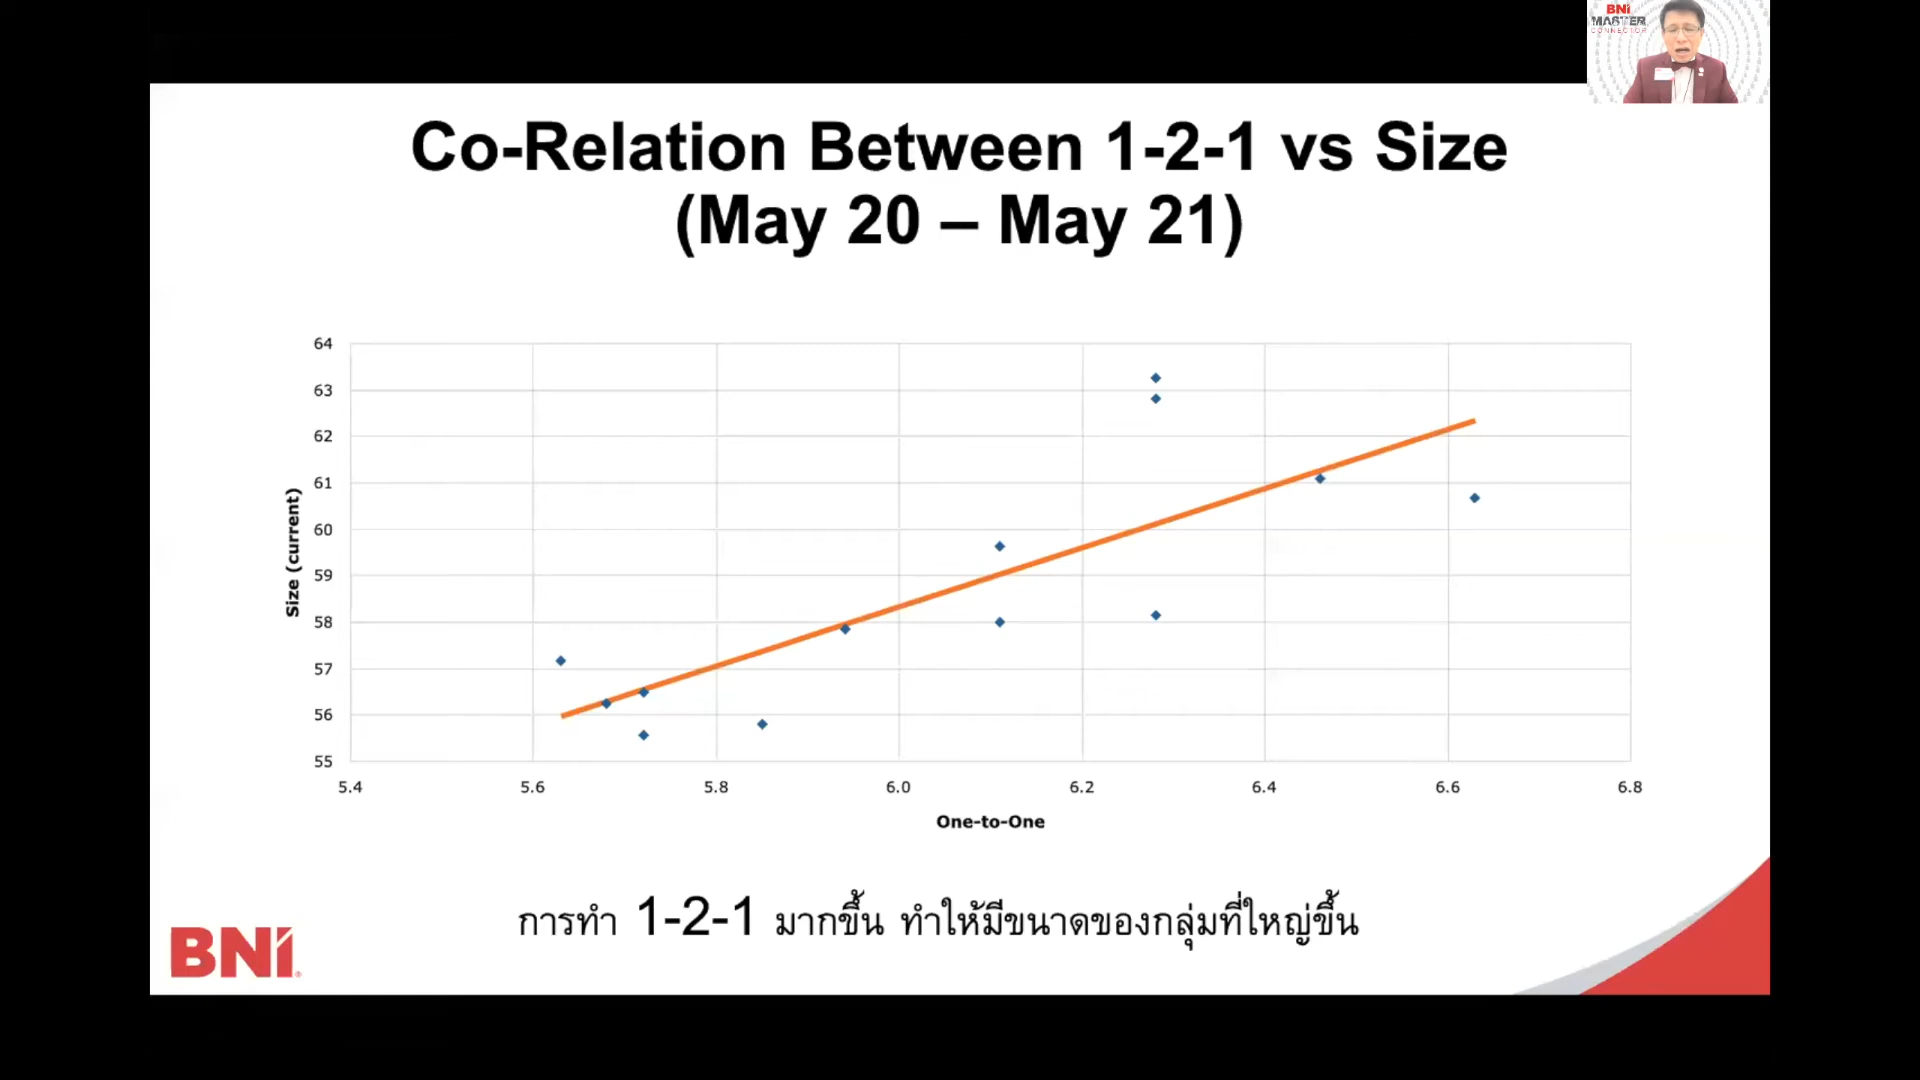 BNI
MASTER
CONNECTOR
Co-Relation Between 1-2-1 vs Size
(May 20 – May 21)
64
63
62
61
60
59
58
57
56
55
Size (current)
5.4 5.6 5.8 6.0 6.2 6.4 6.6 6.8
One-to-One
การทำ 1-2-1 มากขึ้น ทำให้มีขนาดของกลุ่มที่ใหญ่ขึ้น
BNI®